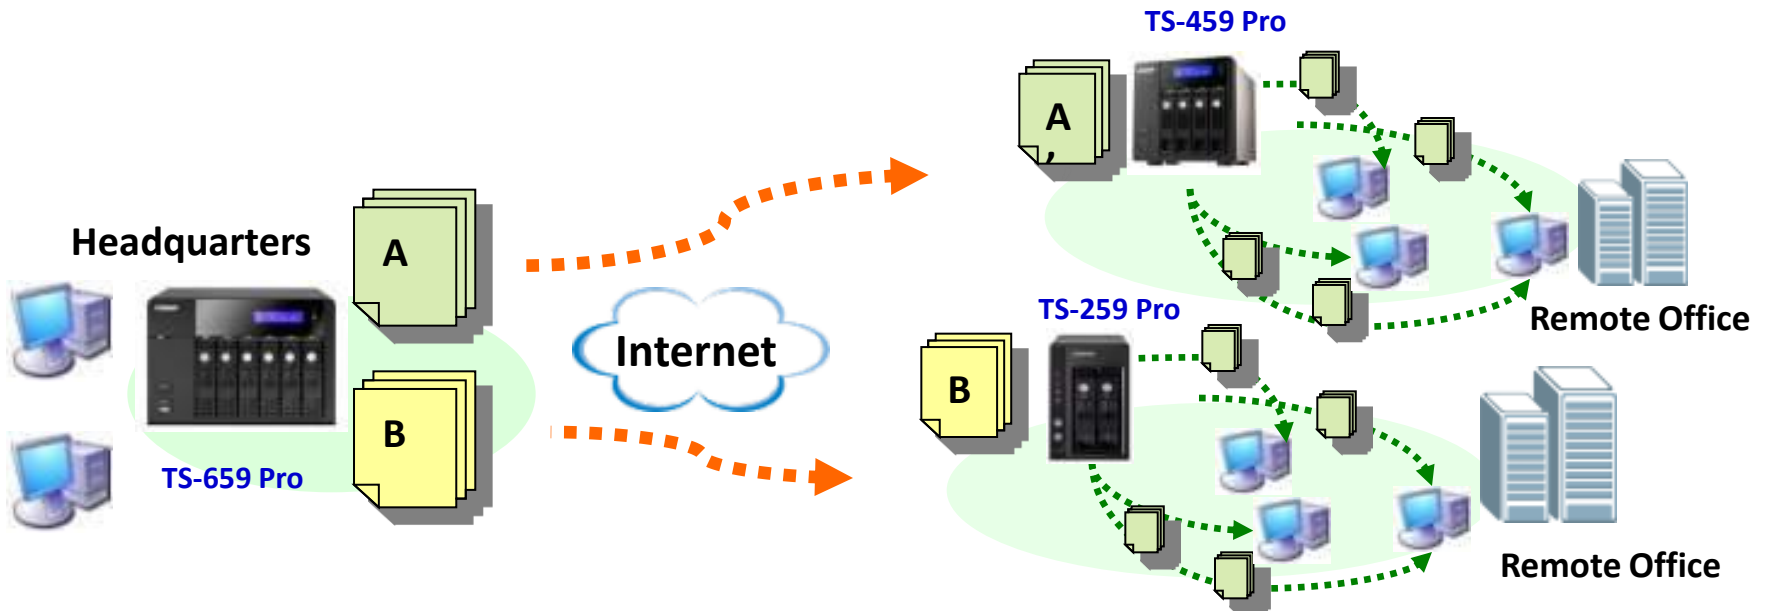 TS-459 Pro
A
,
Headquarters
A
TS-259 Pro
Remote Office
Internet
B
B
TS-659 Pro
Remote Office